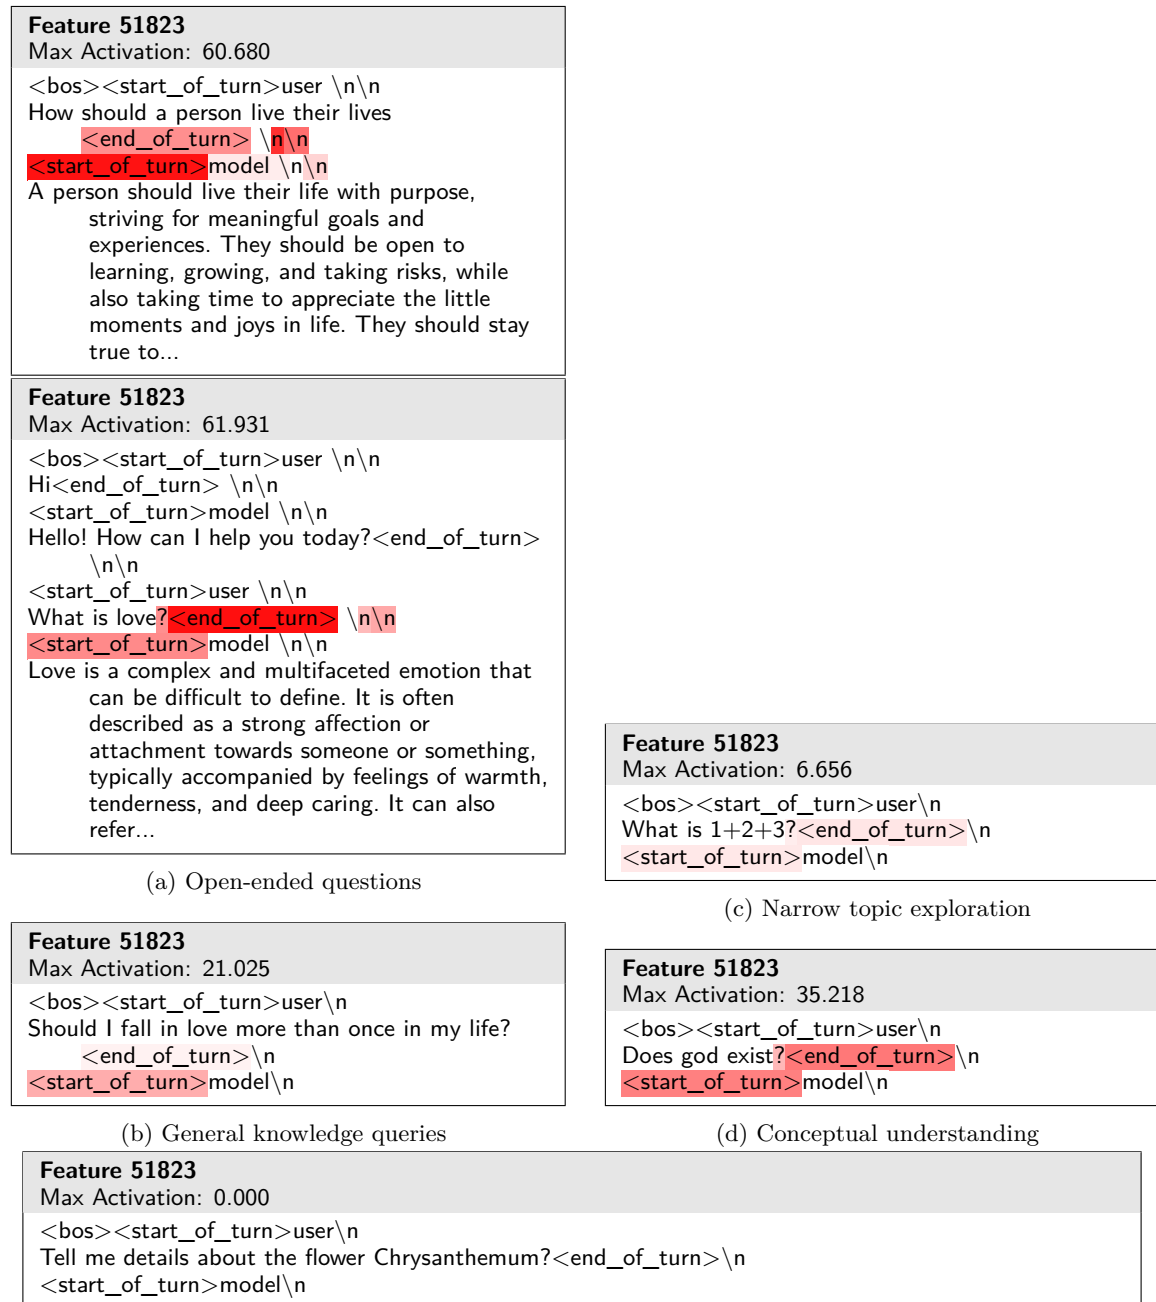 Feature 51823
Max Activation: 60.680
<bos><start_of_turn>user \n\n
How should a person live their lives
<end_of_turn> \n\n
<start_of_turn>model \n\n
A person should live their life with purpose,
striving for meaningful goals and
experiences. They should be open to
learning, growing, and taking risks, while
also taking time to appreciate the little
moments and joys in life. They should stay
true to...
Feature 51823
Max Activation: 61.931
<bos><start_of_turn>user \n\n
Hi<end_of_turn> \n\n
<start_of_turn>model \n\n
Hello! How can I help you today?<end_of_turn>
\n\n
<start_of_turn>user \n\n
What is love?<end_of_turn> \n\n
<start_of_turn>model \n\n
Love is a complex and multifaceted emotion that
can be difficult to define. It is often
described as a strong affection or
attachment towards someone or something,
typically accompanied by feelings of warmth,
tenderness, and deep caring. It can also
refer...
(a) Open-ended questions
Feature 51823
Max Activation: 6.656
<bos><start_of_turn>user\n
What is 1+2+3?<end_of_turn>\n
<start_of_turn>model\n
(c) Narrow topic exploration
Feature 51823
Max Activation: 21.025
<bos><start_of_turn>user\n
Should I fall in love more than once in my life?
<end_of_turn>\n
<start_of_turn>model\n
(b) General knowledge queries
Feature 51823
Max Activation: 35.218
<bos><start_of_turn>user\n
Does god exist?<end_of_turn>\n
<start_of_turn>model\n
(d) Conceptual understanding
Feature 51823
Max Activation: 0.000
<bos><start_of_turn>user\n
Tell me details about the flower Chrysanthemum?<end_of_turn>\n
<start_of_turn>model\n